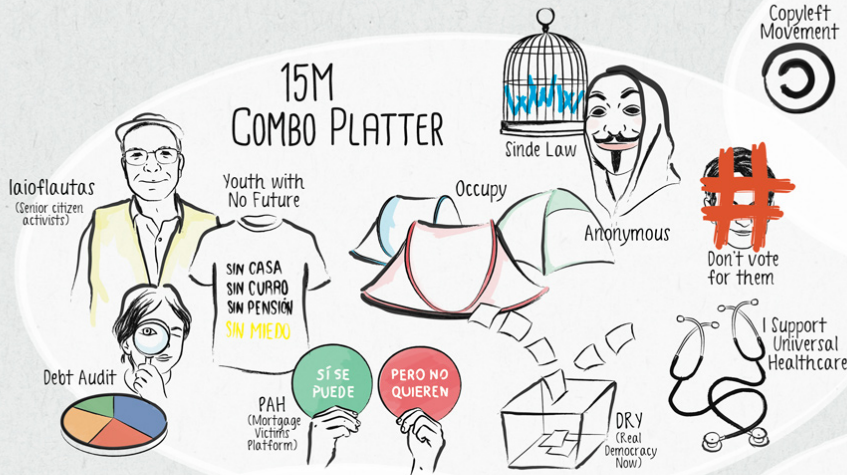 Copyleft
Movement
15M
COMBO PLATTER
www
Sinde Law
Iaioflautas
(Senior citizen
activists)
Youth with
No Future
Occupy
SIN CASA
SIN CURRO
SIN PENSIÓN
SIN MIEDO
Anonymous
#
Don't vote
for them
I Support
Universal
Healthcare
Debt Audit
SÍ SE
PUEDE
PERO NO
QUIEREN
PAH
(Mortgage
Victims
Platform)
DRY
(Real
Democracy
Now)